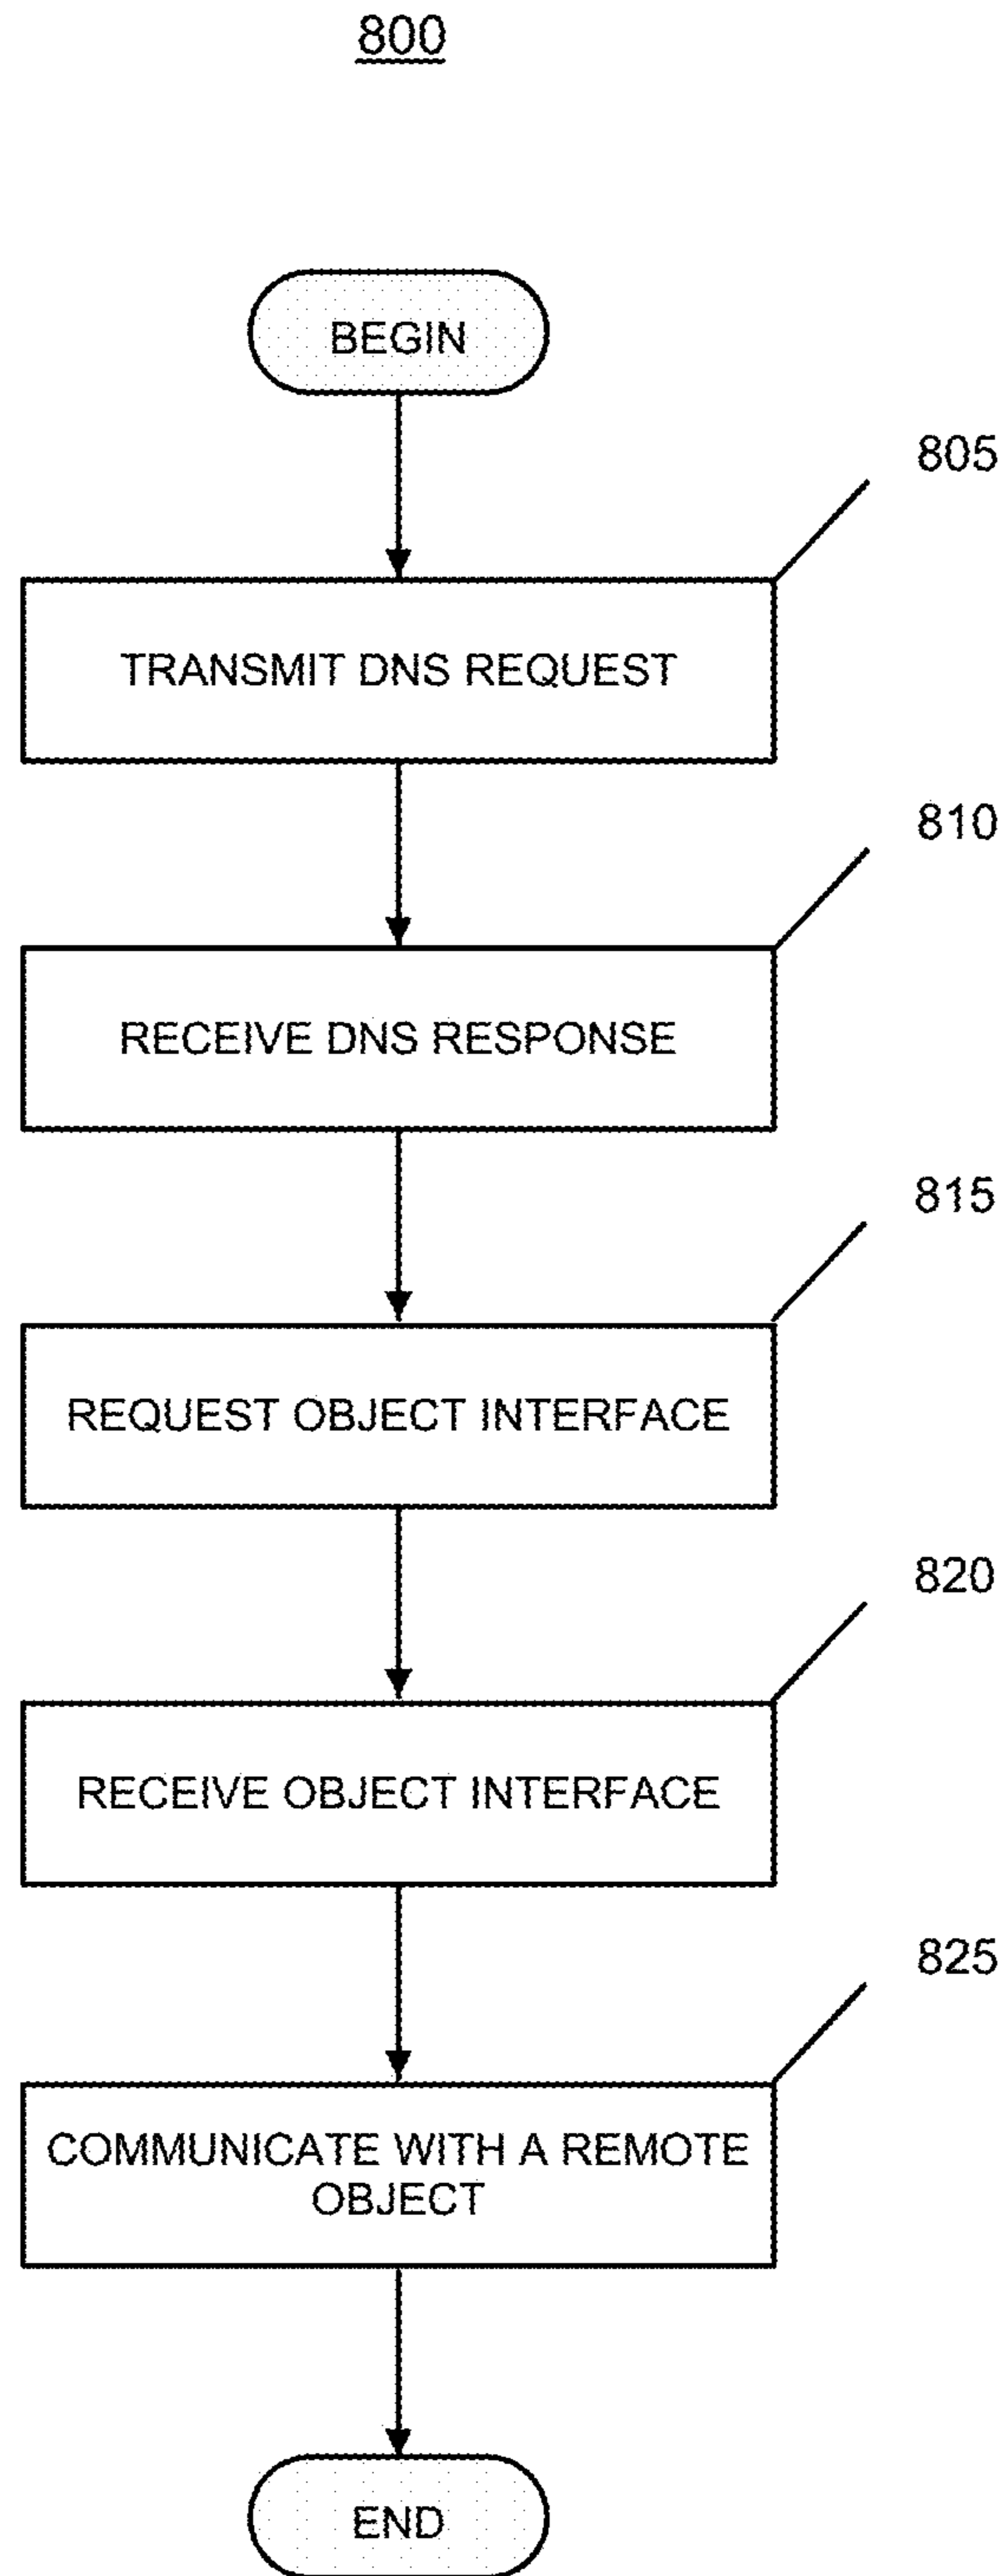 800
BEGIN
805
TRANSMIT DNS REQUEST
810
RECEIVE DNS RESPONSE
815
REQUEST OBJECT INTERFACE
820
RECEIVE OBJECT INTERFACE
825
COMMUNICATE WITH A REMOTE
OBJECT
END